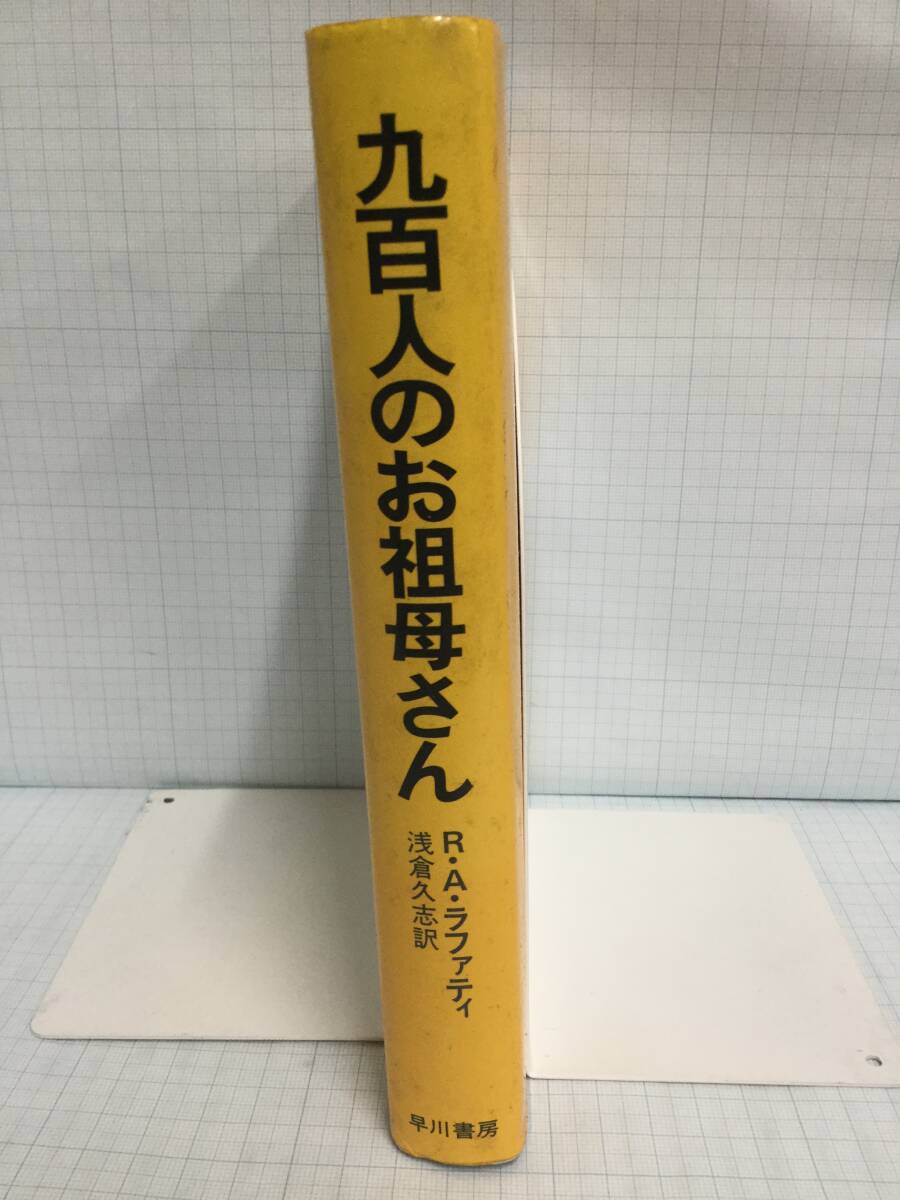 九百人のお祖母さん
R・A・ラファティ
浅倉久志訳
早川書房